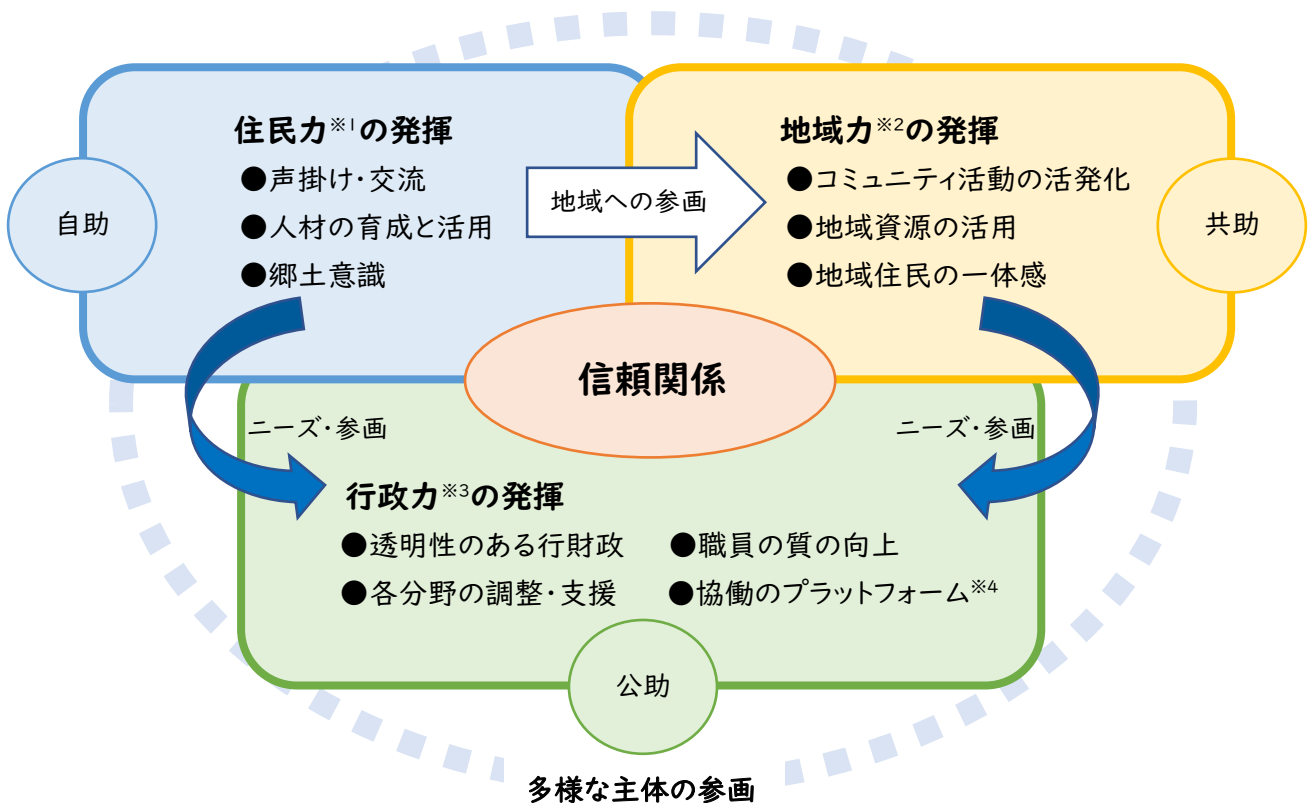 住民力※1の発揮
●声掛け・交流
●人材の育成と活用
●郷土意識
自助
地域への参画
地域力※2の発揮
●コミュニティ活動の活発化
●地域資源の活用
●地域住民の一体感
共助
信頼関係
ニーズ・参画
ニーズ・参画
行政力※3の発揮
●透明性のある行財政
●職員の質の向上
●各分野の調整・支援
●協働のプラットフォーム※4
公助
多様な主体の参画